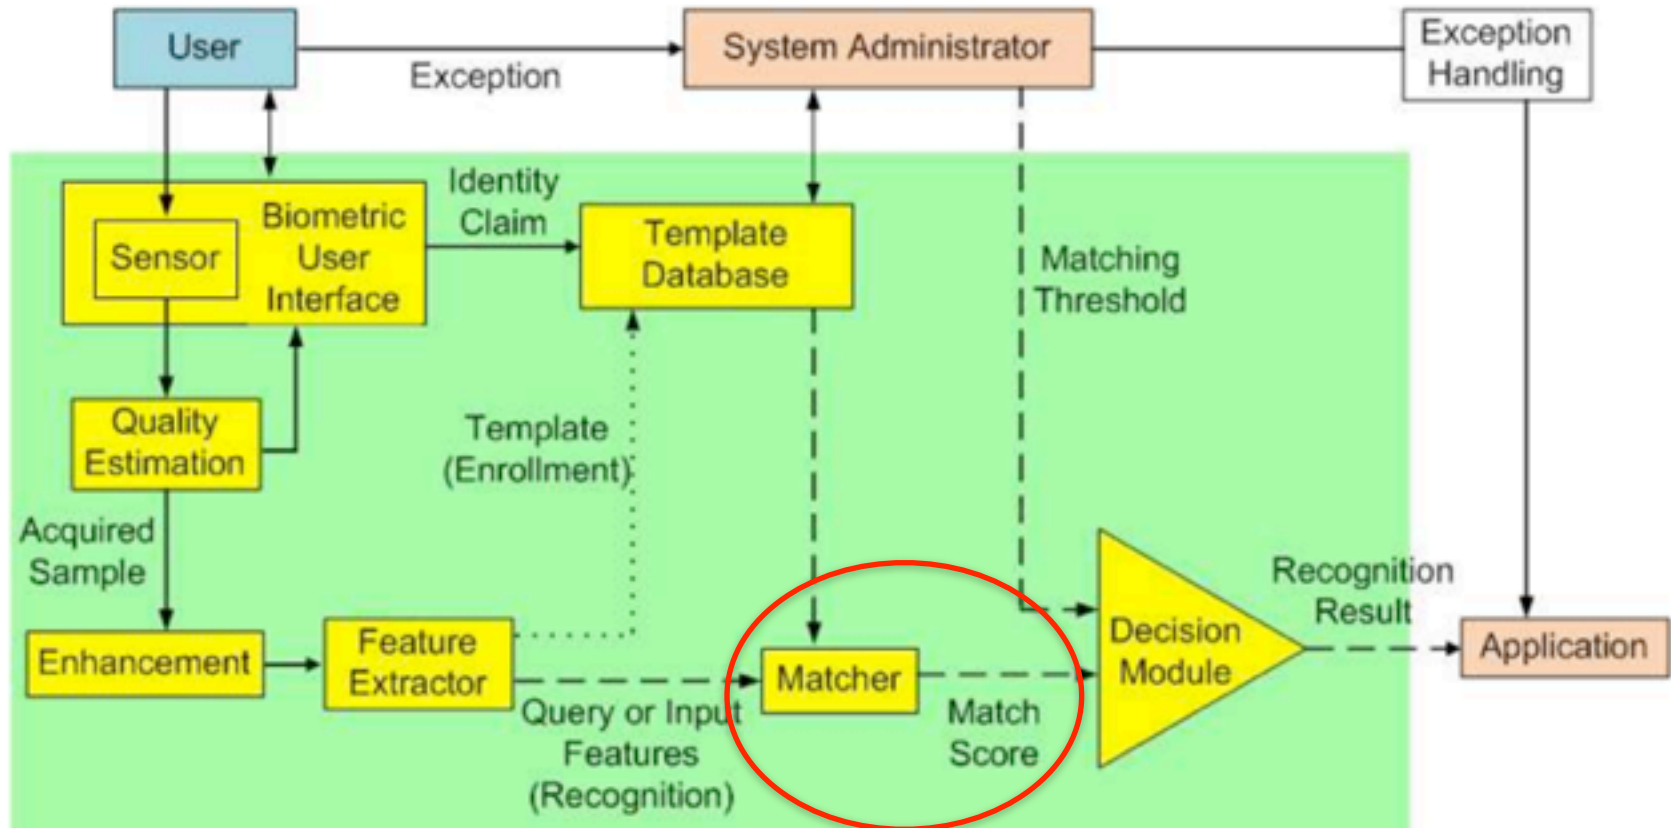 User
Exception
System Administrator
Exception
Handling
Identity
Claim
Sensor
Biometric
User
Interface
Template
Database
Matching
Threshold
Quality
Estimation
Template
(Enrollment)
Acquired
Sample
Enhancement
Feature
Extractor
Query or Input
Features
(Recognition)
Matcher
Match
Score
Decision
Module
Recognition
Result
Application